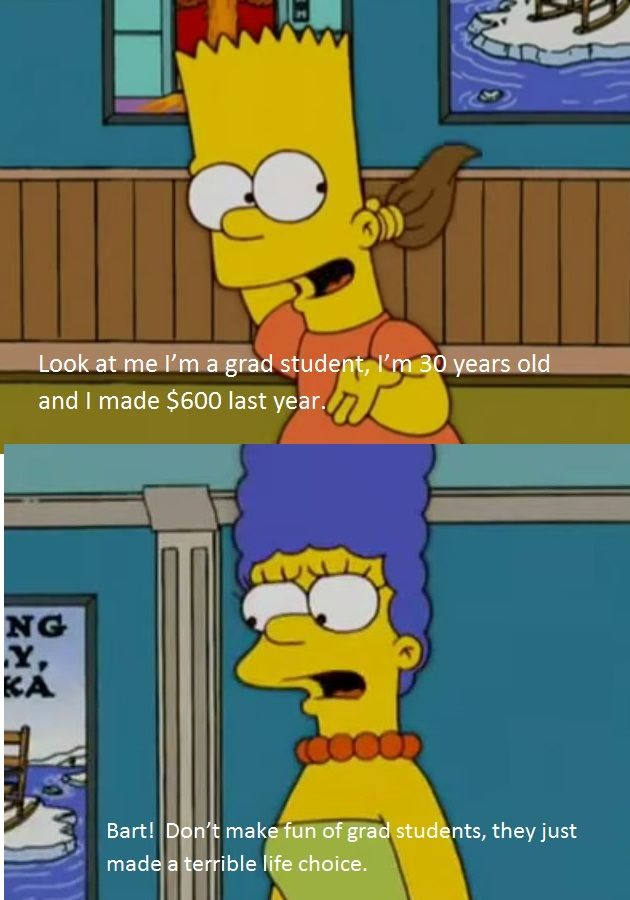 Look at me I’m a grad student, I’m 30 years old
and I made $600 last year.
NG
Y,
KA
Bart!  Don’t make fun of grad students, they just
made a terrible life choice.